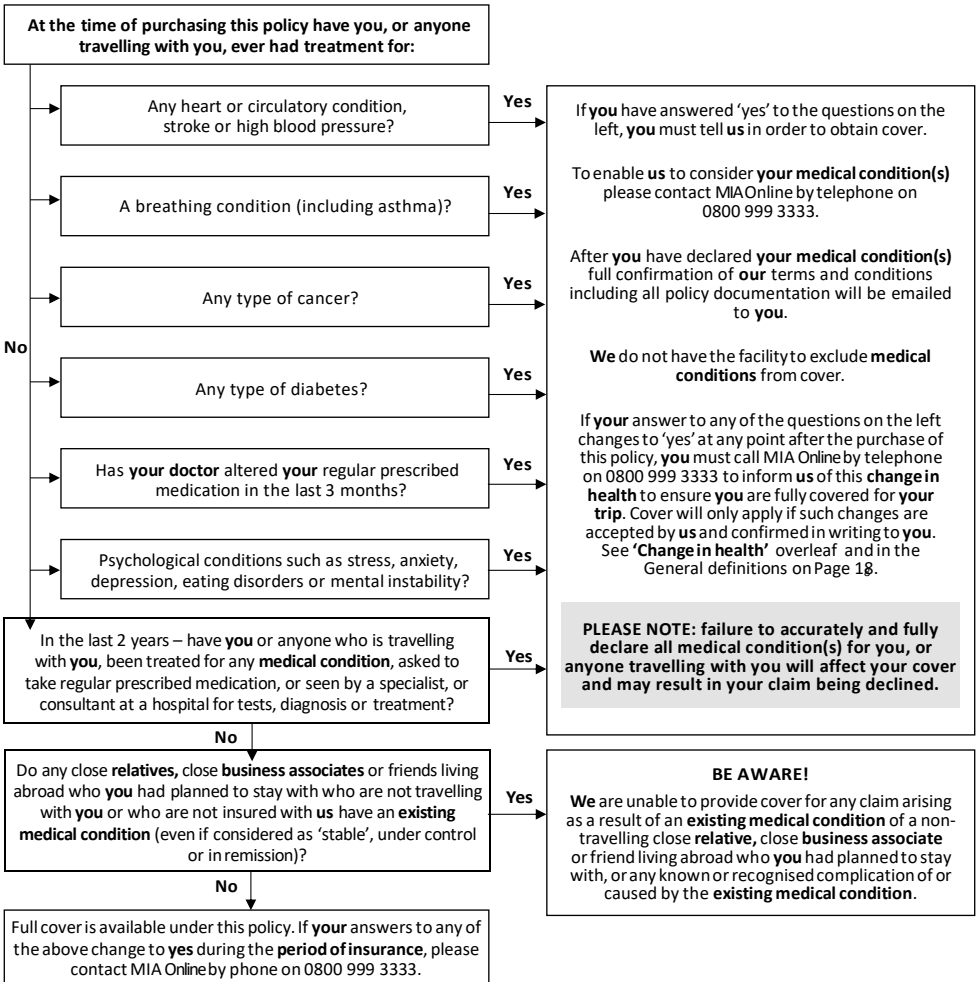 At the time of purchasing this policy have you, or anyone
travelling with you, ever had treatment for:
Any heart or circulatory condition,
stroke or high blood pressure?
Yes
A breathing condition (including asthma)?
Yes
Any type of cancer?
Yes
No
Any type of diabetes?
Yes
Has your doctor altered your regular prescribed
medication in the last 3 months?
Yes
Psychological conditions such as stress, anxiety,
depression, eating disorders or mental instability?
Yes
If you have answered ‘yes’ to the questions on the
left, you must tell us in order to obtain cover.
To enable us to consider your medical condition(s)
please contact MIA Online by telephone on
0800 999 3333.
After you have declared your medical condition(s)
full confirmation of our terms and conditions
including all policy documentation will be emailed
to you.
We do not have the facility to exclude medical
conditions from cover.
If your answer to any of the questions on the left
changes to ‘yes’ at any point after the purchase of
this policy, you must call MIA Online by telephone
on 0800 999 3333 to inform us of this change in
health to ensure you are fully covered for your
trip. Cover will only apply if such changes are
accepted by us and confirmed in writing to you.
See ‘Change in health’ overleaf and in the
General definitions on Page
PLEASE NOTE: failure to accurately and fully
declare all medical condition(s) for you, or
anyone travelling with you will affect your cover
and may result in your claim being declined.
In the last 2 years – have you or anyone who is travelling
with you, been treated for any medical condition, asked to
take regular prescribed medication, or seen by a specialist, or
consultant at a hospital for tests, diagnosis or treatment?
Yes
No
Do any close relatives, close business associates or friends living
abroad who you had planned to stay with who are not travelling
with you or who are not insured with us have an existing
medical condition (even if considered as ‘stable’, under control
or in remission)?
Yes
BE AWARE!
We are unable to provide cover for any claim arising
as a result of an existing medical condition of a non-
travelling close relative, close business associate
or friend living abroad who you had planned to stay
with, or any known or recognised complication of or
caused by the existing medical condition.
No
Full cover is available under this policy. If your answers to any of
the above change to yes during the period of insurance, please
contact MIA Online by phone on 0800 999 3333.